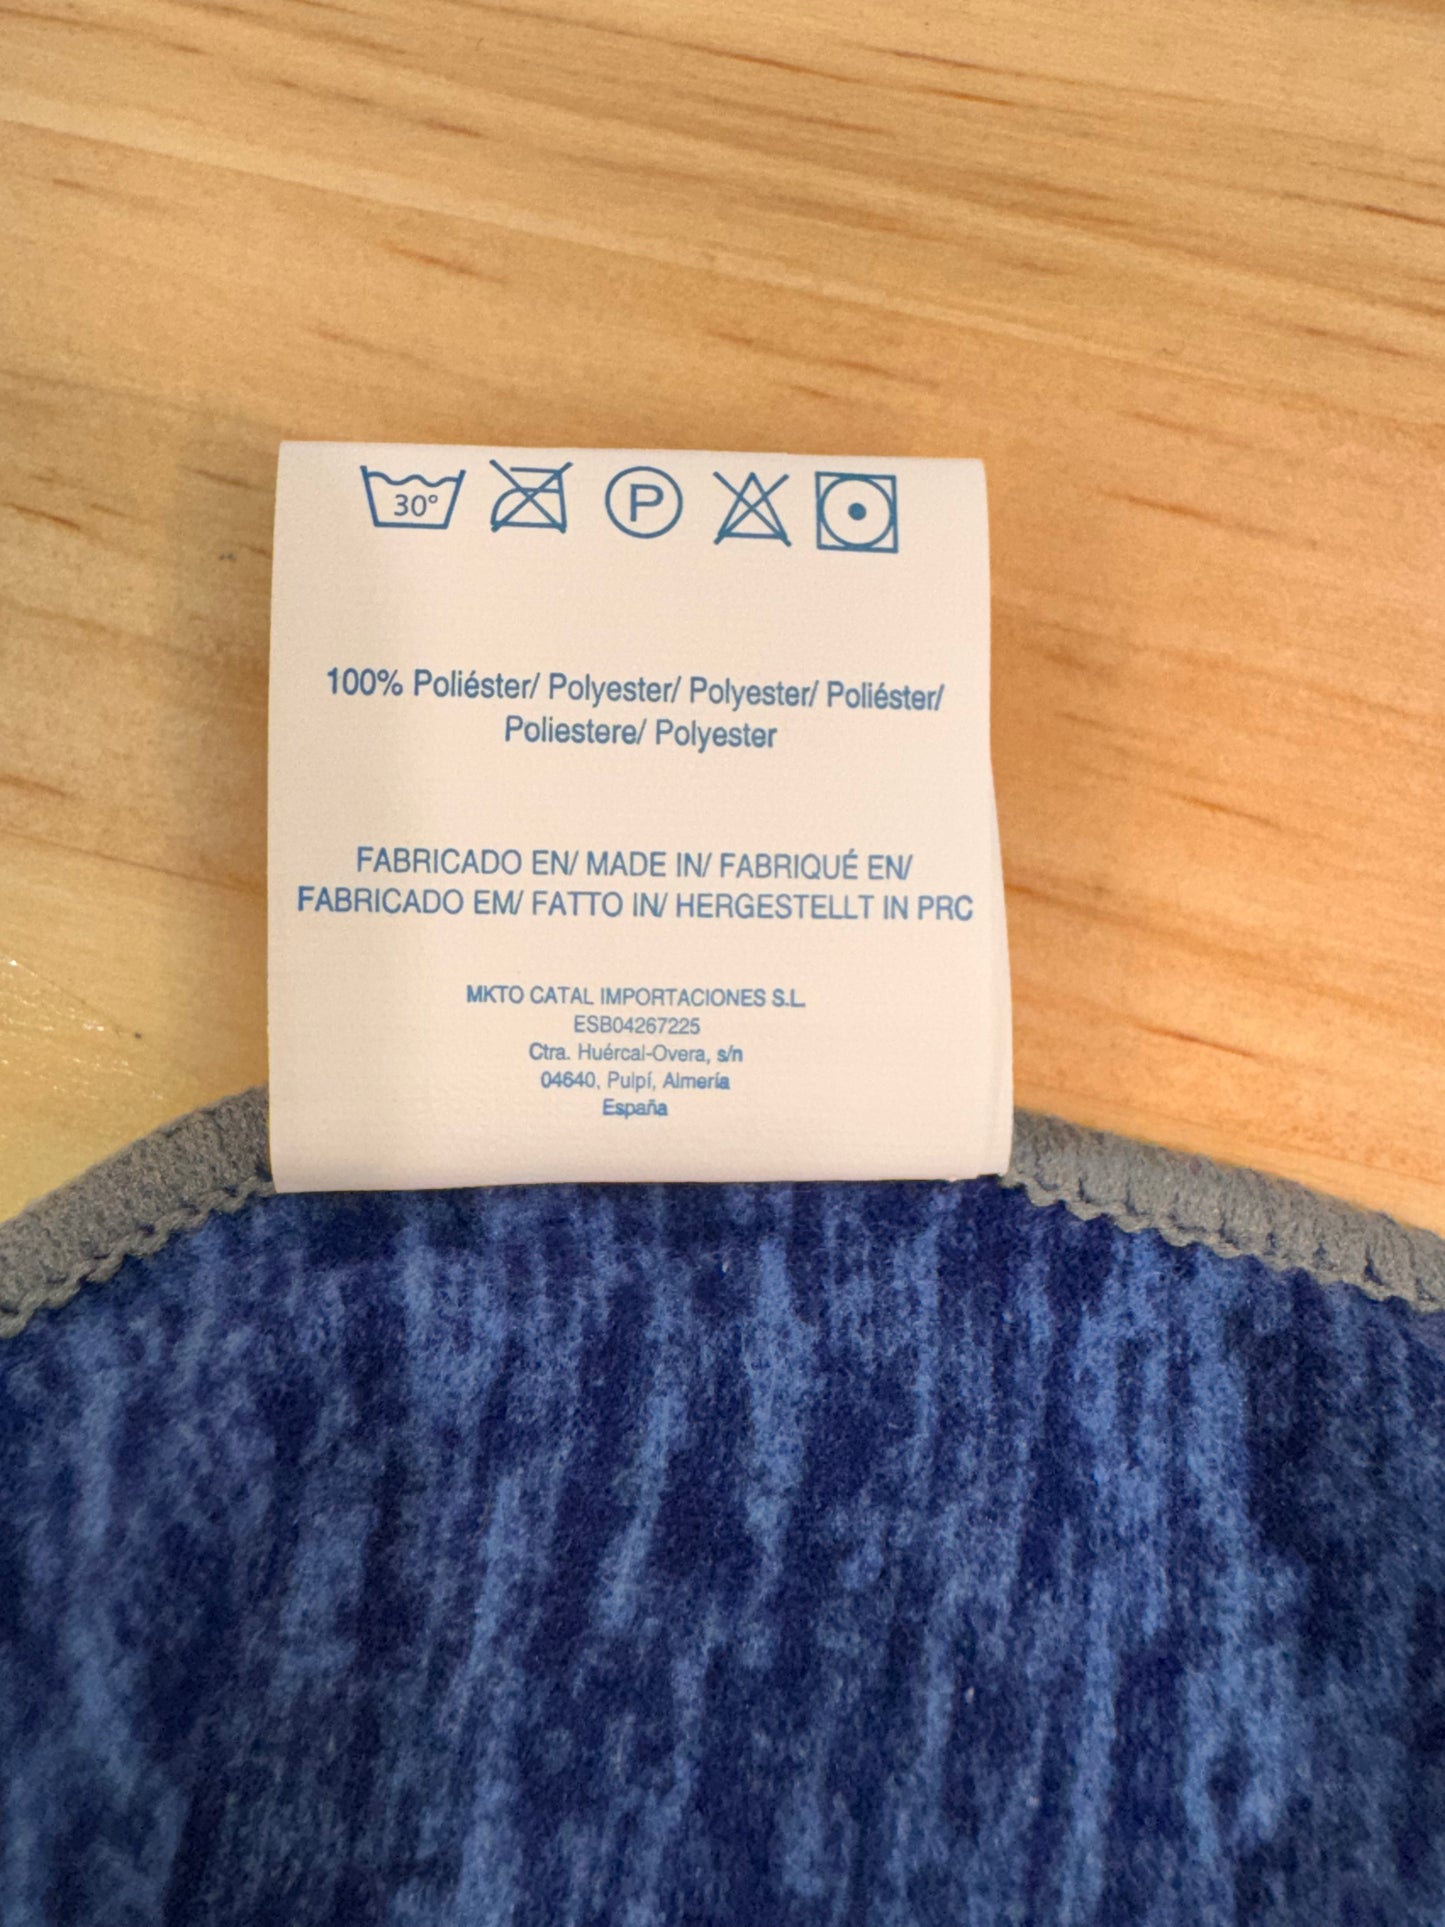 30°
P
100% Poliéster/ Polyester/ Polyester/ Poliéster/
Poliestere/ Polyester
FABRICADO EN/ MADE IN/ FABRIQUÉ EN/
FABRICADO EM/ FATTO IN/ HERGESTELLT IN PRC
MKTO CATAL IMPORTACIONES S.L.
ESB04267225
Ctra. Huércal-Overa, s/n
04640, Pulpí, Almería
España